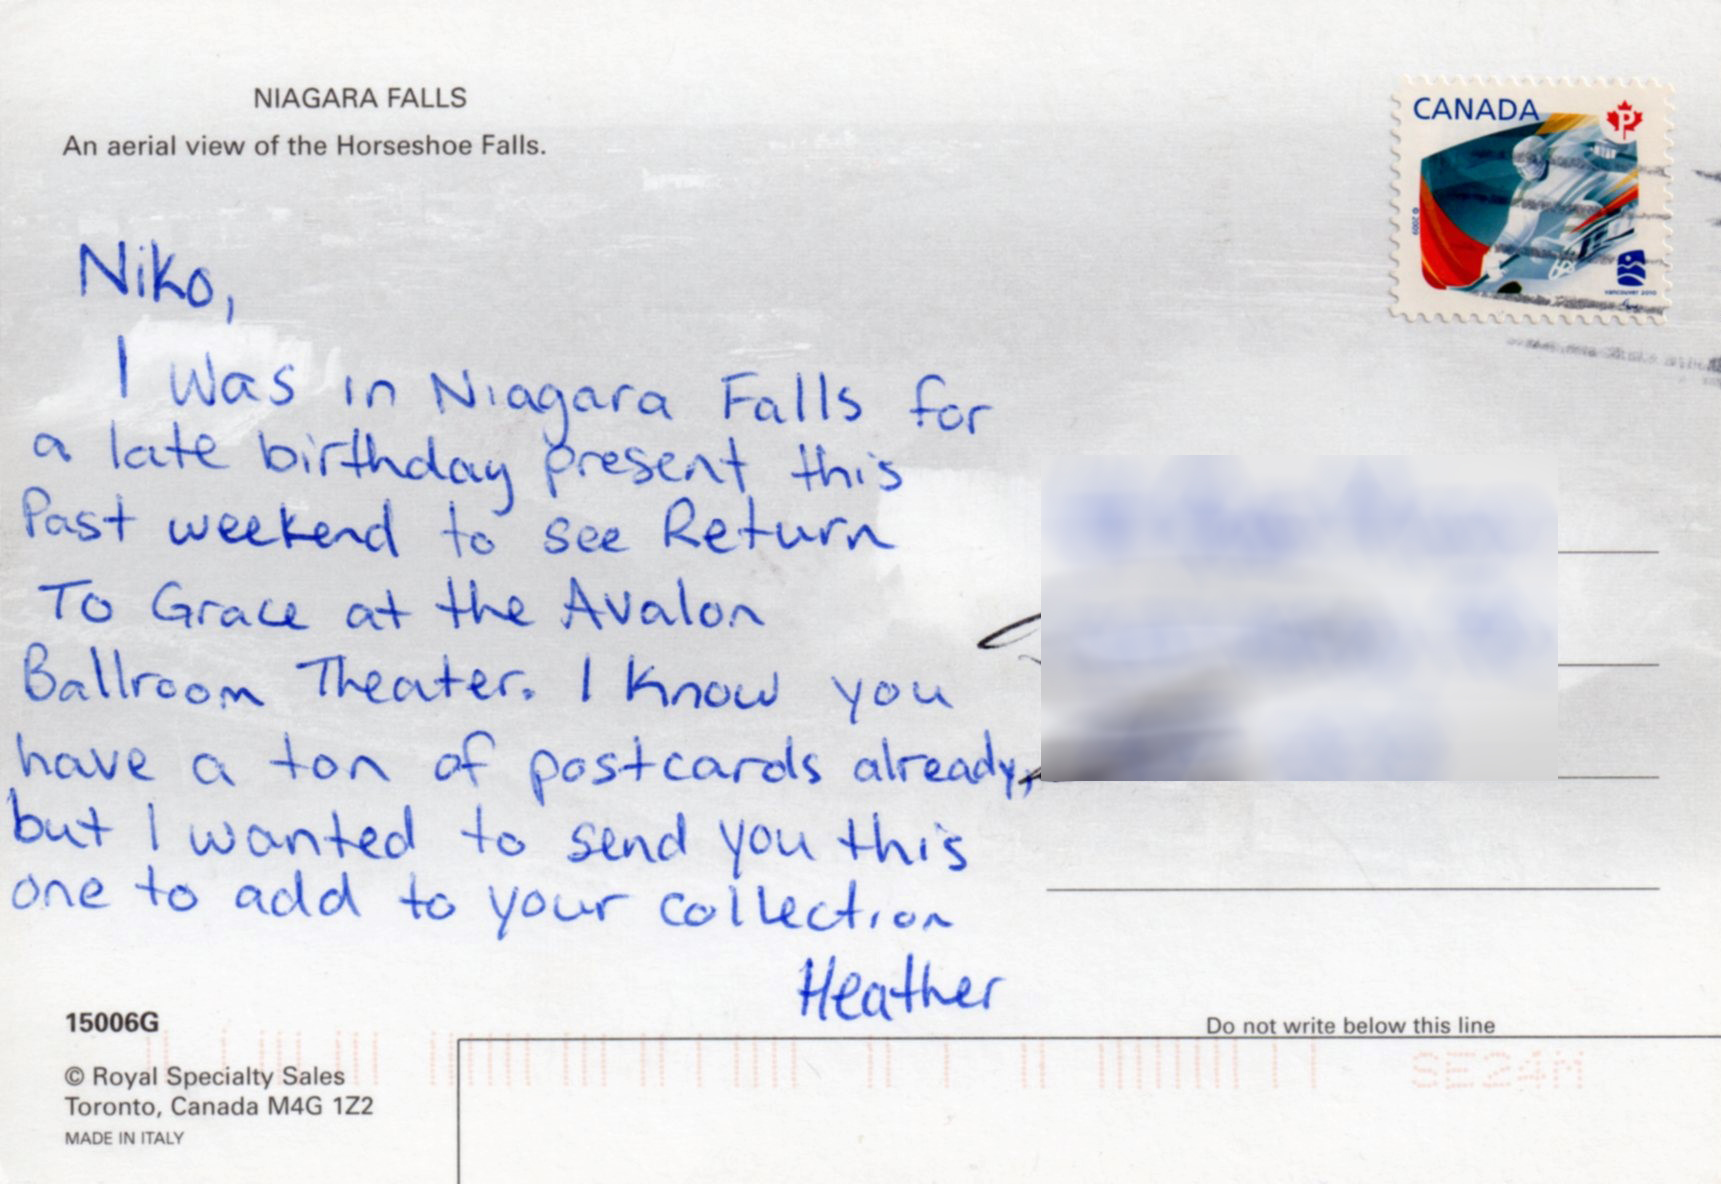 NIAGARA FALLS
An aerial view of the Horseshoe Falls.
CANADA
P
© 2009
vancouver 2010
Niko,
I was in Niagara Falls for
a late birthday present this
Past weekend to see Return
To Grace at the Avalon
Ballroom Theater. I know you
have a ton of postcards already,
but I wanted to send you this
one to add to your collection
Heather
15006G
© Royal Specialty Sales
Toronto, Canada M4G 1Z2
MADE IN ITALY
Do not write below this line
SE24M